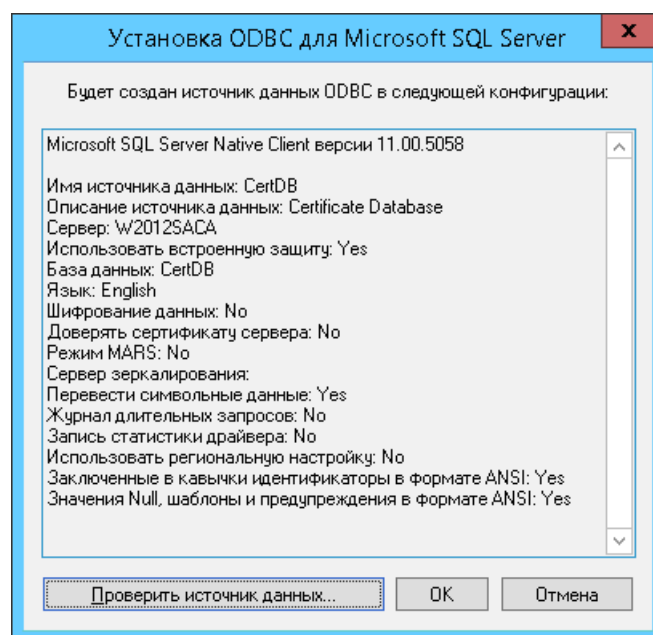 Установка ODBC для Microsoft SQL Server
x
Будет создан источник данных ODBC в следующей конфигурации:
Microsoft SQL Server Native Client версии 11.00.5058
Имя источника данных: CertDB
Описание источника данных: Certificate Database
Сервер: W2012SACA
Использовать встроенную защиту: Yes
База данных: CertDB
Язык: English
Шифрование данных: No
Доверять сертификату сервера: No
Режим MARS: No
Сервер зеркалирования:
Перевести символьные данные: Yes
Журнал длительных запросов: No
Запись статистики драйвера: No
Использовать региональную настройку: No
Заключенные в кавычки идентификаторы в формате ANSI: Yes
Значения Null, шаблоны и предупреждения в формате ANSI: Yes
Проверить источник данных... OK Отмена